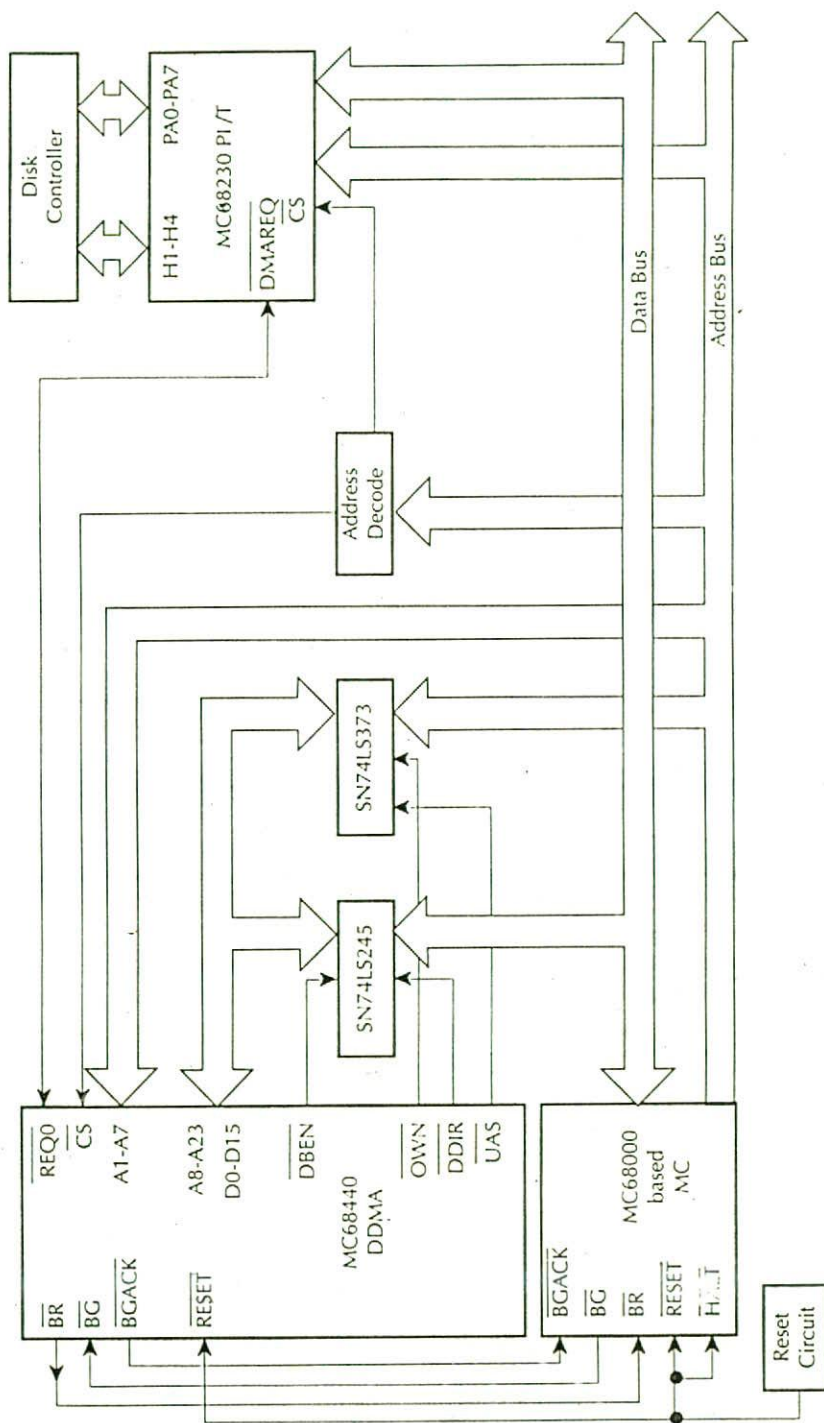 BR
BG
BGACK
RESET
REQ0
CS
A1-A7
A8-A23
D0-D15
DBEN
OWN
DDIR
UAS
MC68440
DDMA
BGACK
BG
BR
RESET
HALT
MC68000
based
MC
Reset
Circuit
SN74LS245
SN74LS373
Address
Decode
Disk
Controller
H1-H4
PA0-PA7
MC68230 PI/T
DMAREQ
CS
Data Bus
Address Bus